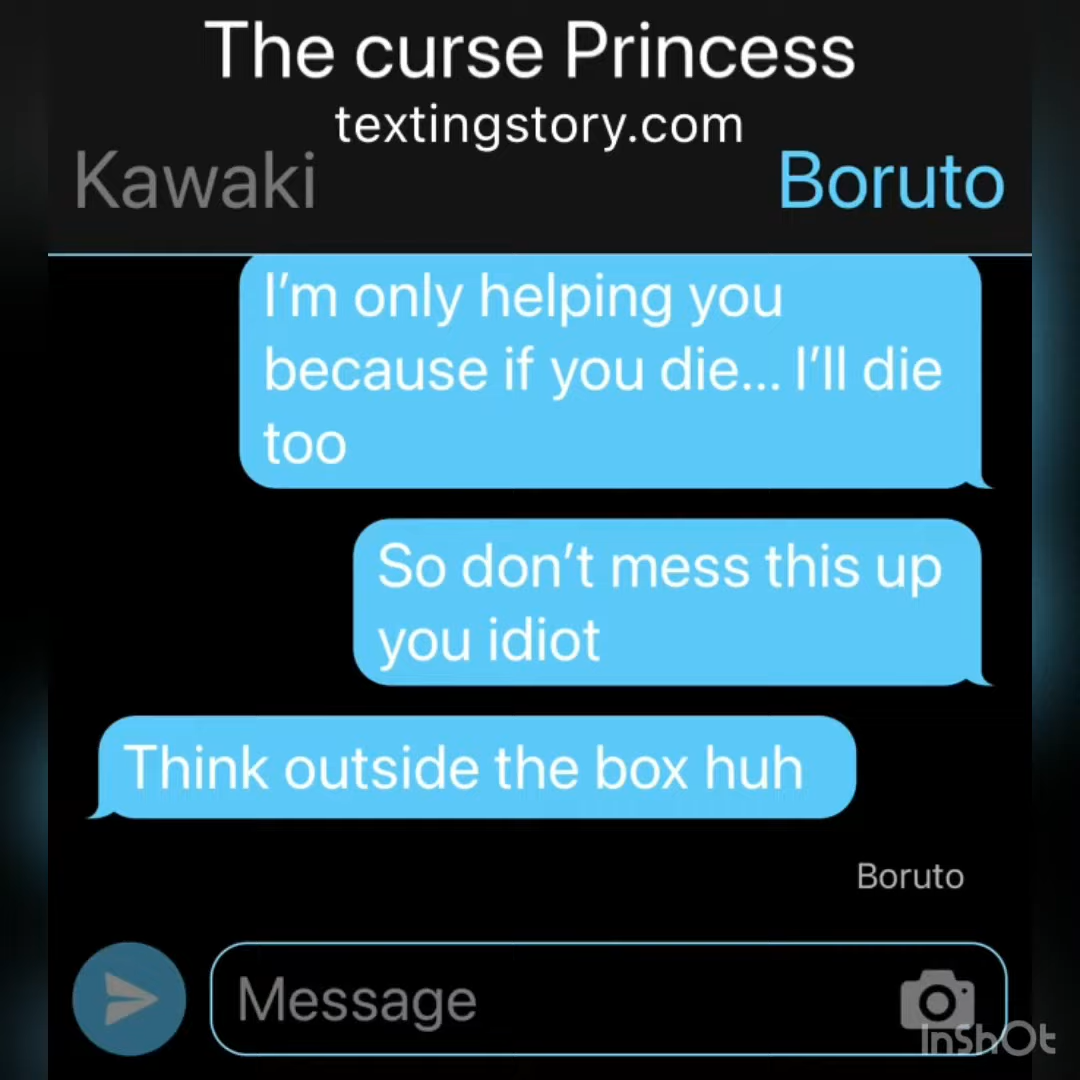 The curse Princess
textingstory.com
Kawaki
Boruto
I'm only helping you
because if you die... I'll die
too
So don't mess this up
you idiot
Think outside the box huh
Boruto
Message
InShOt